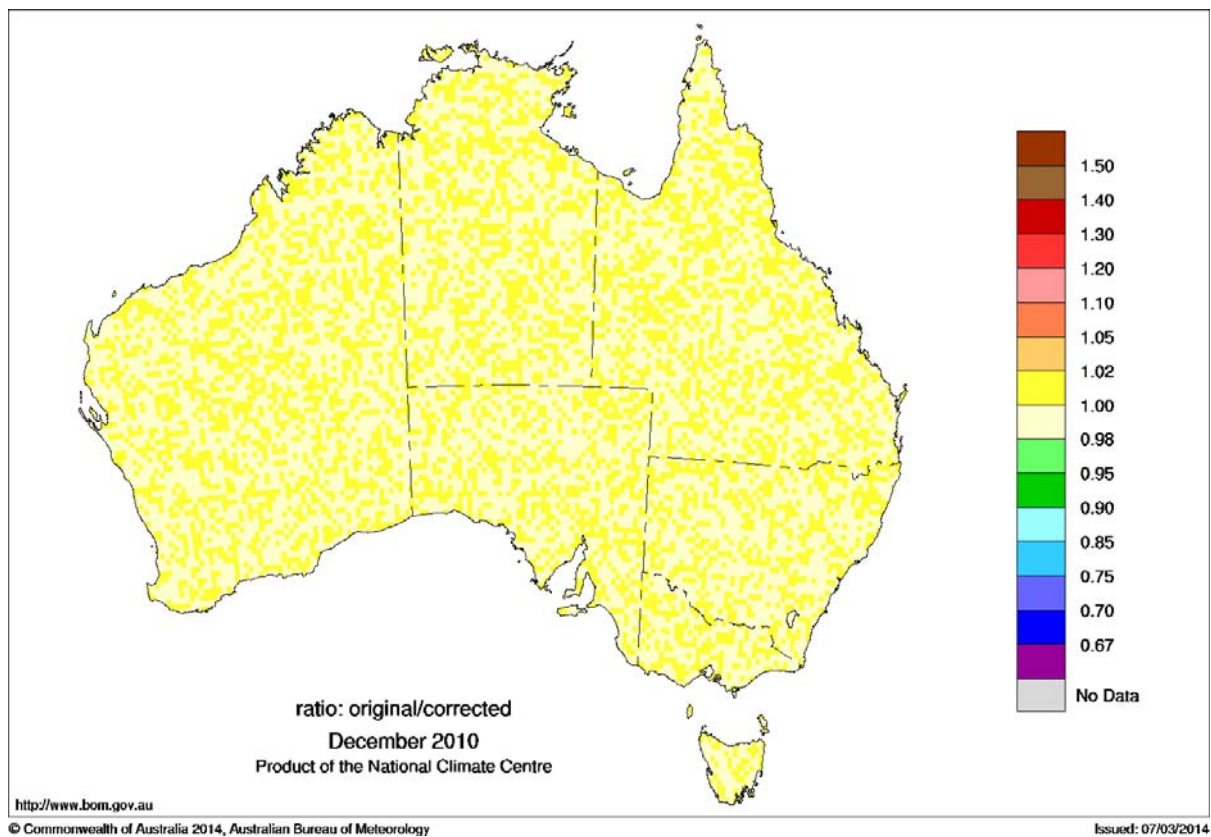 1.50
1.40
1.30
1.20
1.10
1.05
1.02
1.00
0.98
0.95
0.90
0.85
0.75
0.70
0.67
No Data
ratio: original/corrected
December 2010
Product of the National Climate Centre
http://www.bom.gov.au
© Commonwealth of Australia 2014, Australian Bureau of Meteorology
Issued: 07/03/2014